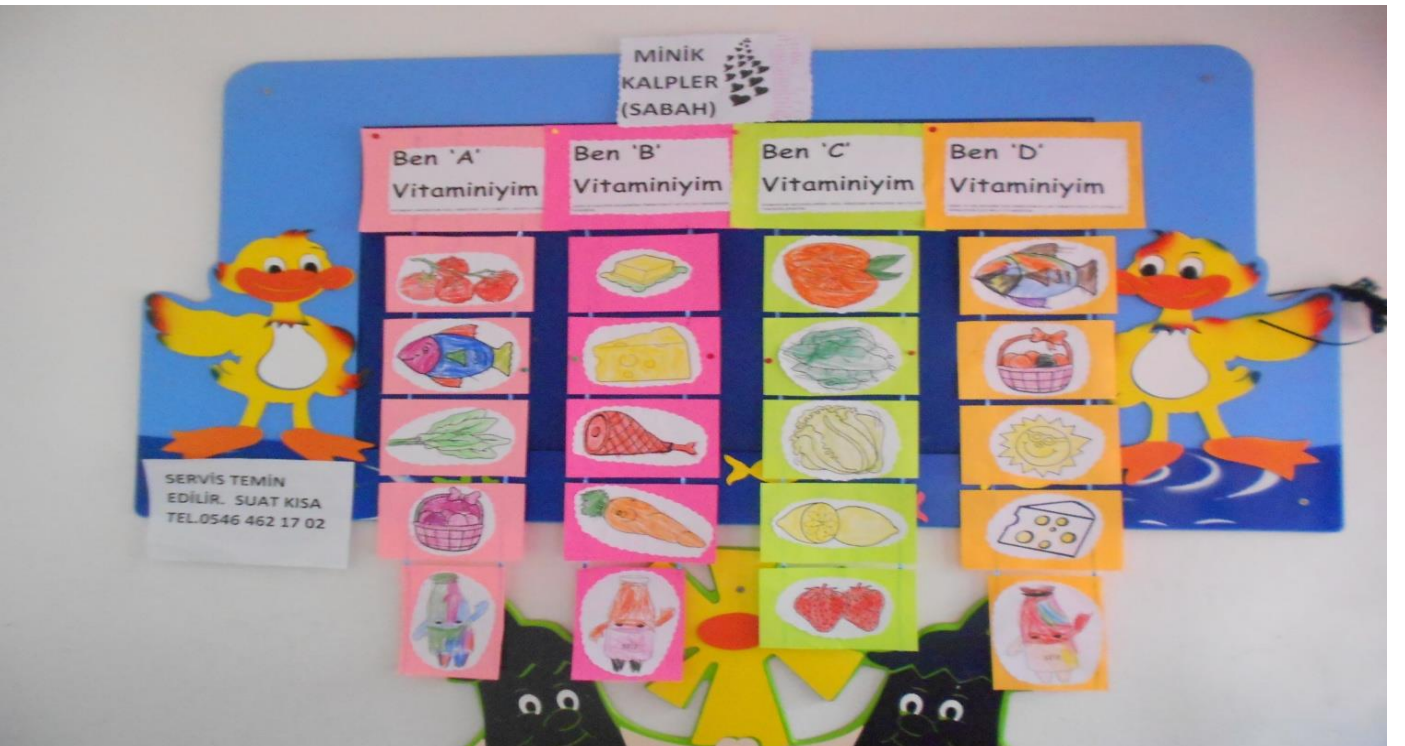 MİNİK
KALPLER
(SABAH)
Ben 'A'
Vitaminiyim
Ben 'B'
Vitaminiyim
Ben 'C'
Vitaminiyim
Ben 'D'
Vitaminiyim
SERVİS TEMİN
EDİLİR. SUAT KISA
TEL.0546 462 17 02